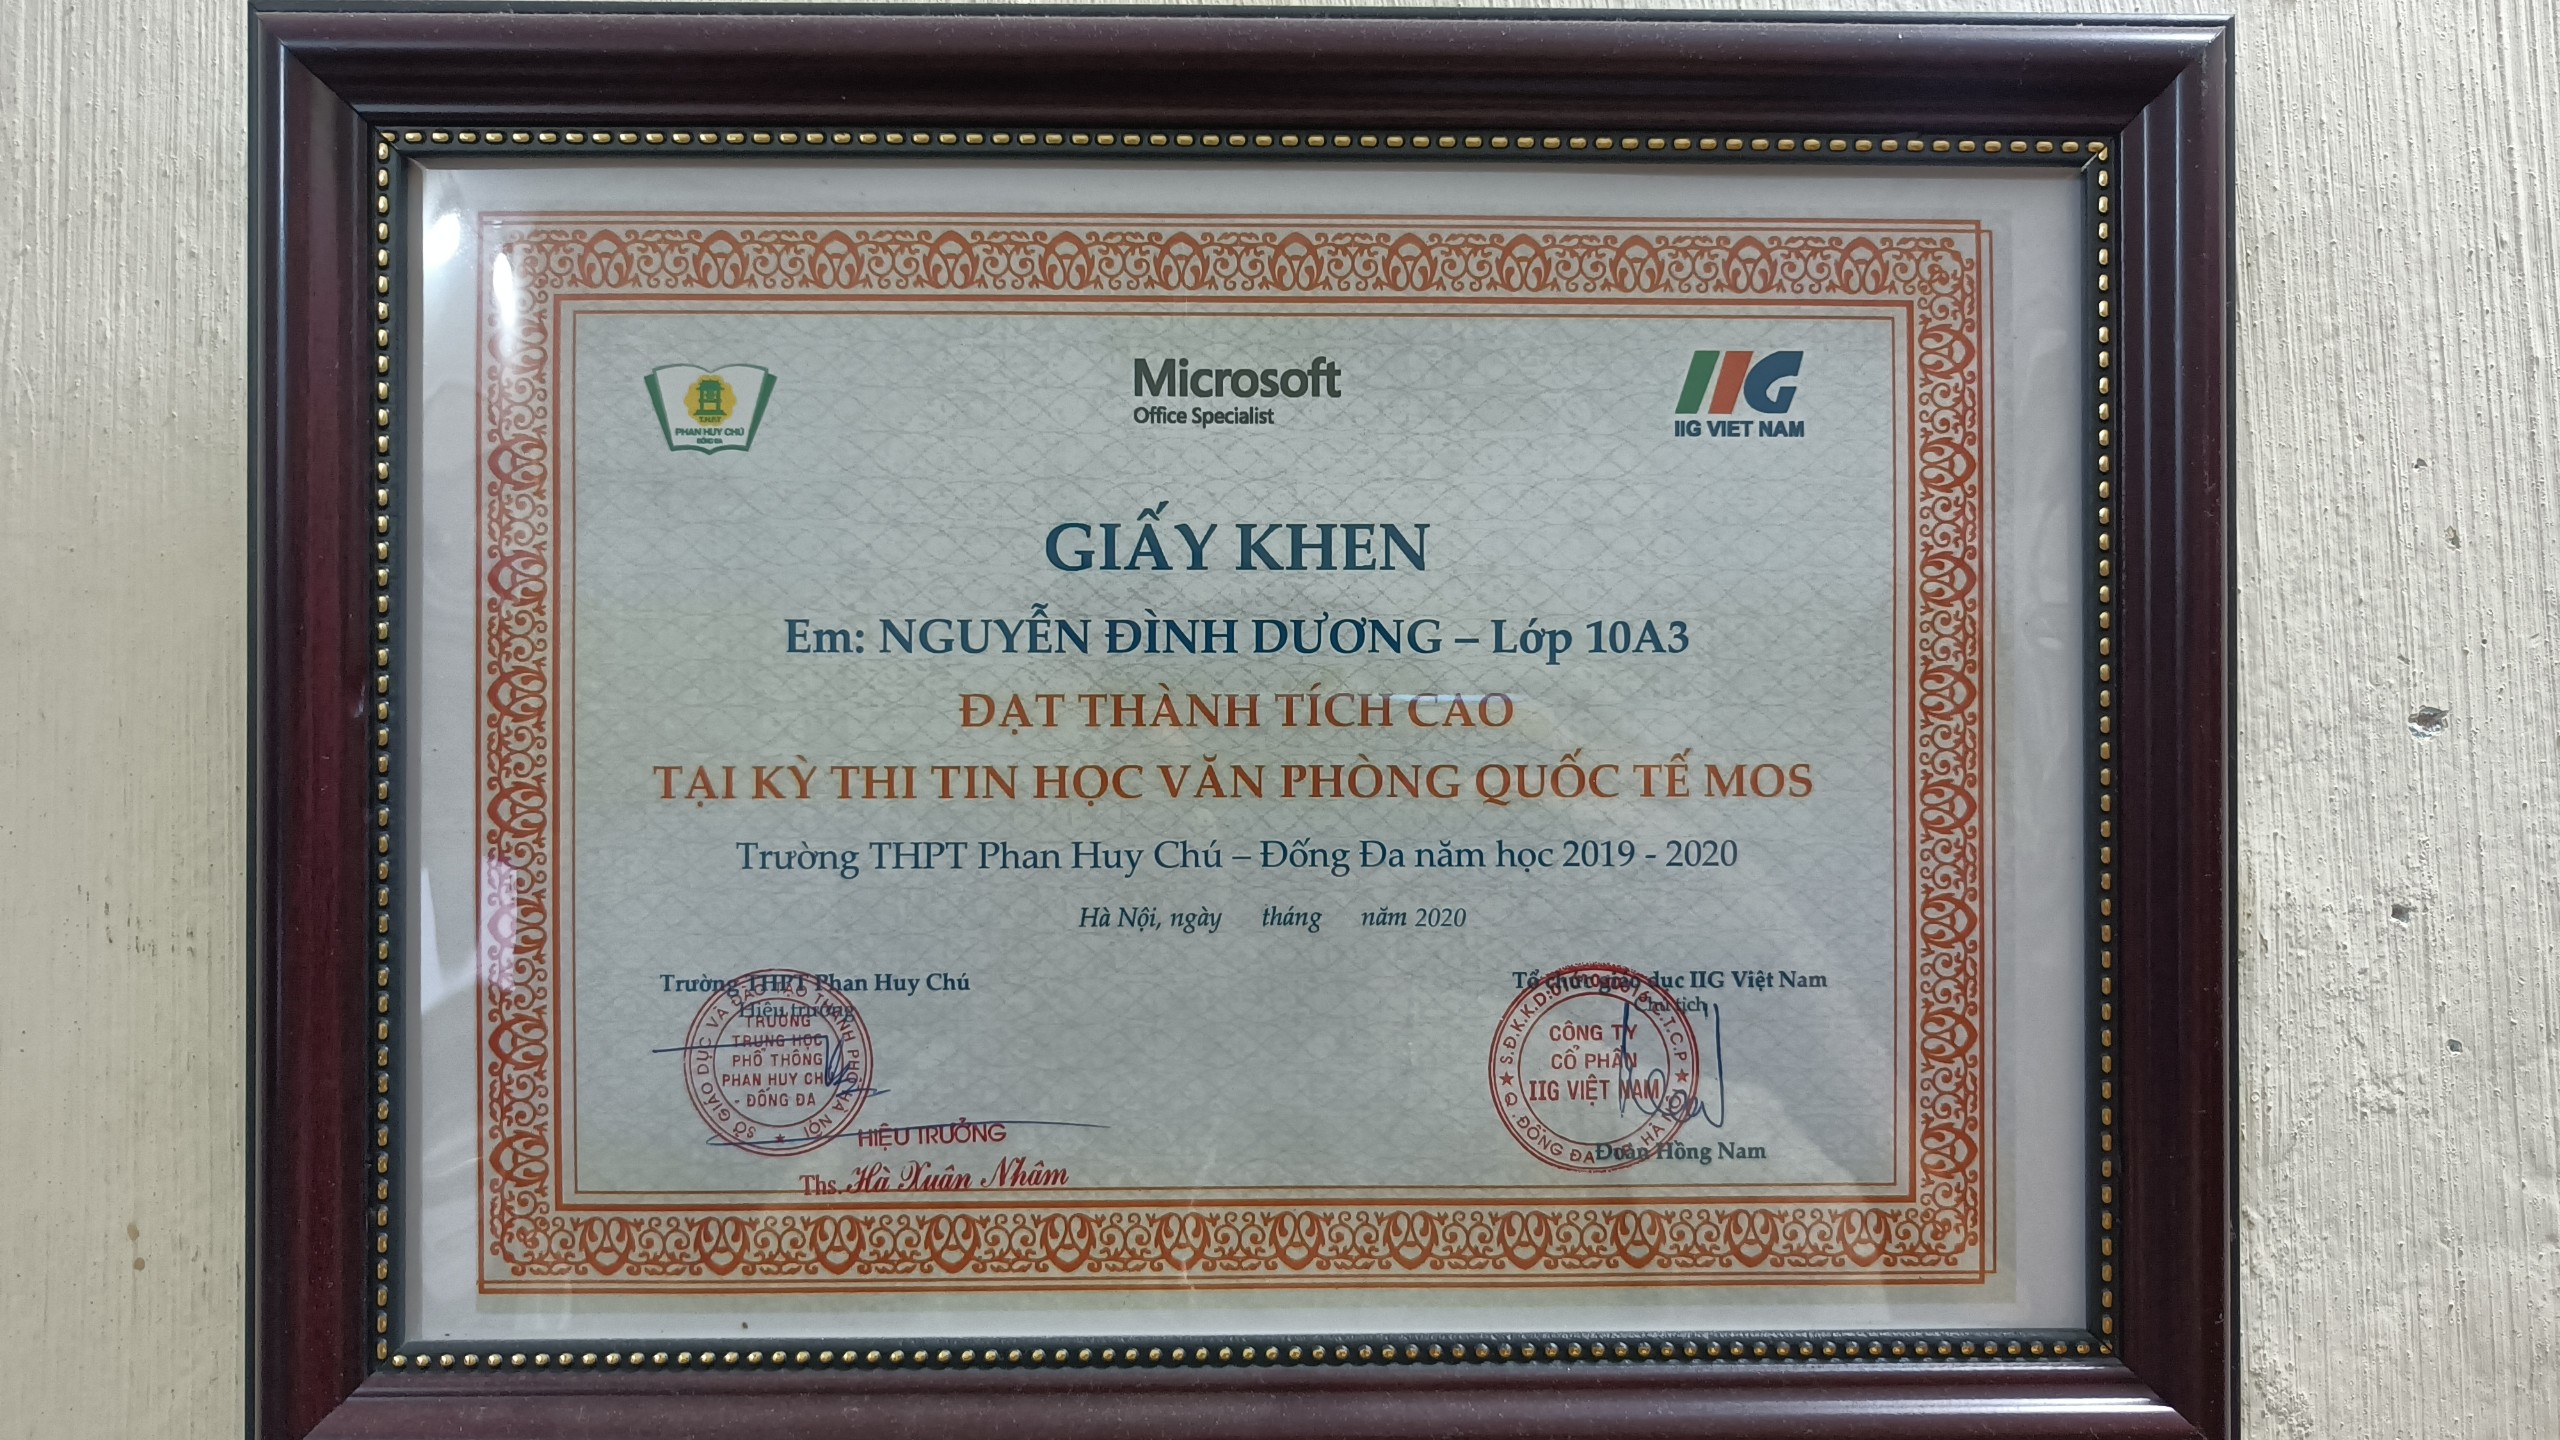 T.H.P.T
PHAN HUY CHÚ
ĐỐNG ĐA
Microsoft
Office Specialist
IIG VIET NAM
GIẤY KHEN
Em: NGUYỄN ĐÌNH DƯƠNG – Lớp 10A3
ĐẠT THÀNH TÍCH CAO
TẠI KỲ THI TIN HỌC VĂN PHÒNG QUỐC TẾ MOS
Trường THPT Phan Huy Chú – Đống Đa năm học 2019 - 2020
Hà Nội, ngày tháng năm 2020
Trường THPT Phan Huy Chú
Hiệu trưởng
SỞ GIÁO DỤC VÀ ĐÀO TẠO THÀNH PHỐ HÀ NỘI
TRƯỜNG
TRUNG HỌC
PHỔ THÔNG
PHAN HUY CHÚ
- ĐỐNG ĐA
HIỆU TRƯỞNG
Ths. Hà Xuân Nhâm
Tổ chức giáo dục IIG Việt Nam
Chủ tịch
CÔNG TY
CỔ PHẦN
IIG VIỆT NAM
Q. ĐỐNG ĐA
Đoàn Hồng Nam